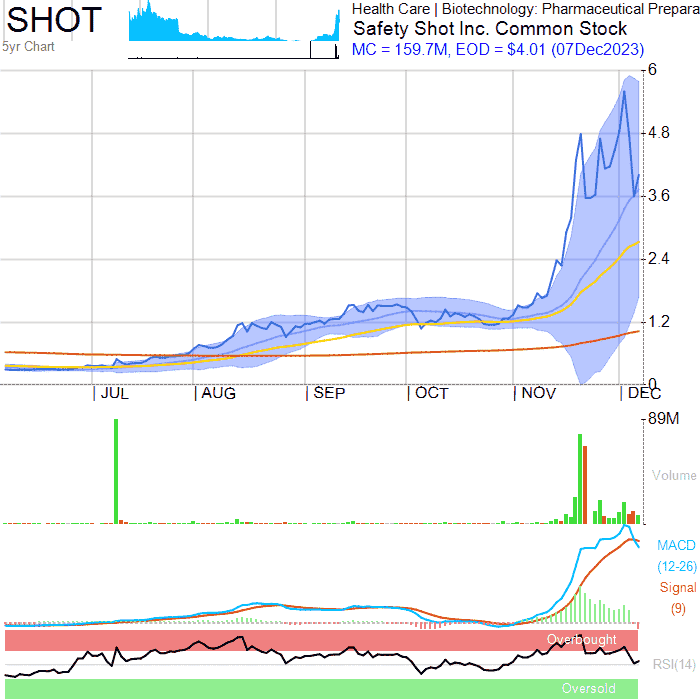 SHOT
Health Care | Biotechnology: Pharmaceutical Prepara
Safety Shot Inc. Common Stock
5yr Chart
MC = 159.7M, EOD = $4.01 (07Dec2023)
6
4.8
3.6
2.4
1.2
0
JUL AUG SEP OCT NOV DEC
89M
Volume
MACD
(12-26)
Signal
(9)
Overbought
RSI(14)
Oversold